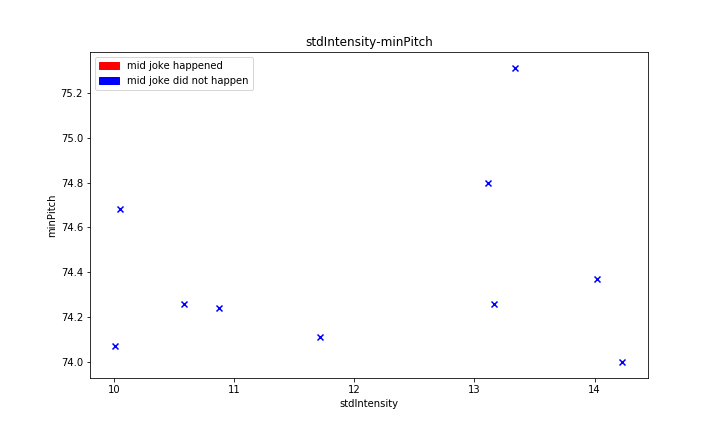 stdIntensity-minPitch
mid joke happened
mid joke did not happen
75.2
75.0
74.8
74.6
74.4
74.2
74.0
minPitch
10
11
12
13
14
stdIntensity